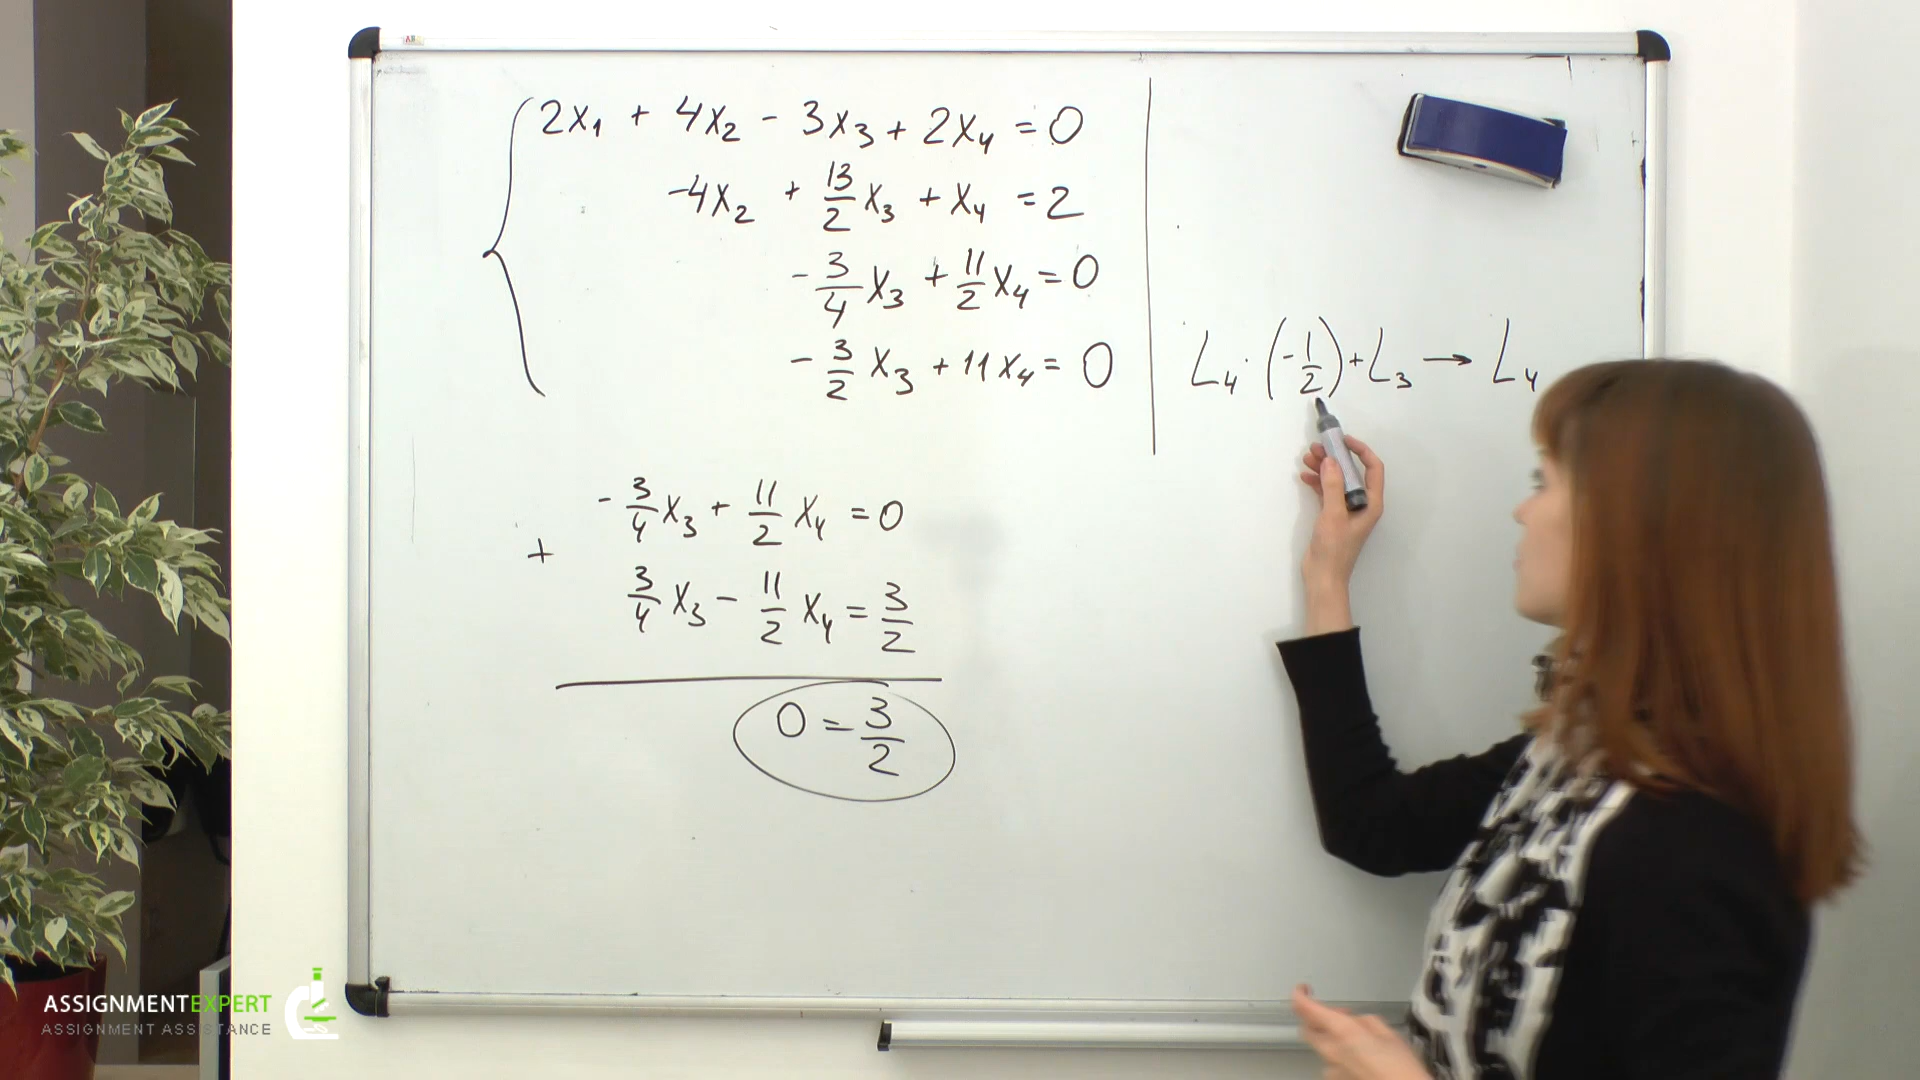 2x₁ + 4x₂ - 3x₃ + 2x₄ = 0
-4x₂ + 13/2 x₃ + x₄ = 2
- 3/4 x₃ + 11/2 x₄ = 0
- 3/2 x₃ + 11x₄ = 0
L₄ · (-1/2) + L₃ → L₄
- 3/4 x₃ + 11/2 x₄ = 0
+
3/4 x₃ - 11/2 x₄ = 3/2
0 = 3/2
ASSIGNMENTEXPERT
ASSIGNMENT ASSISTANCE